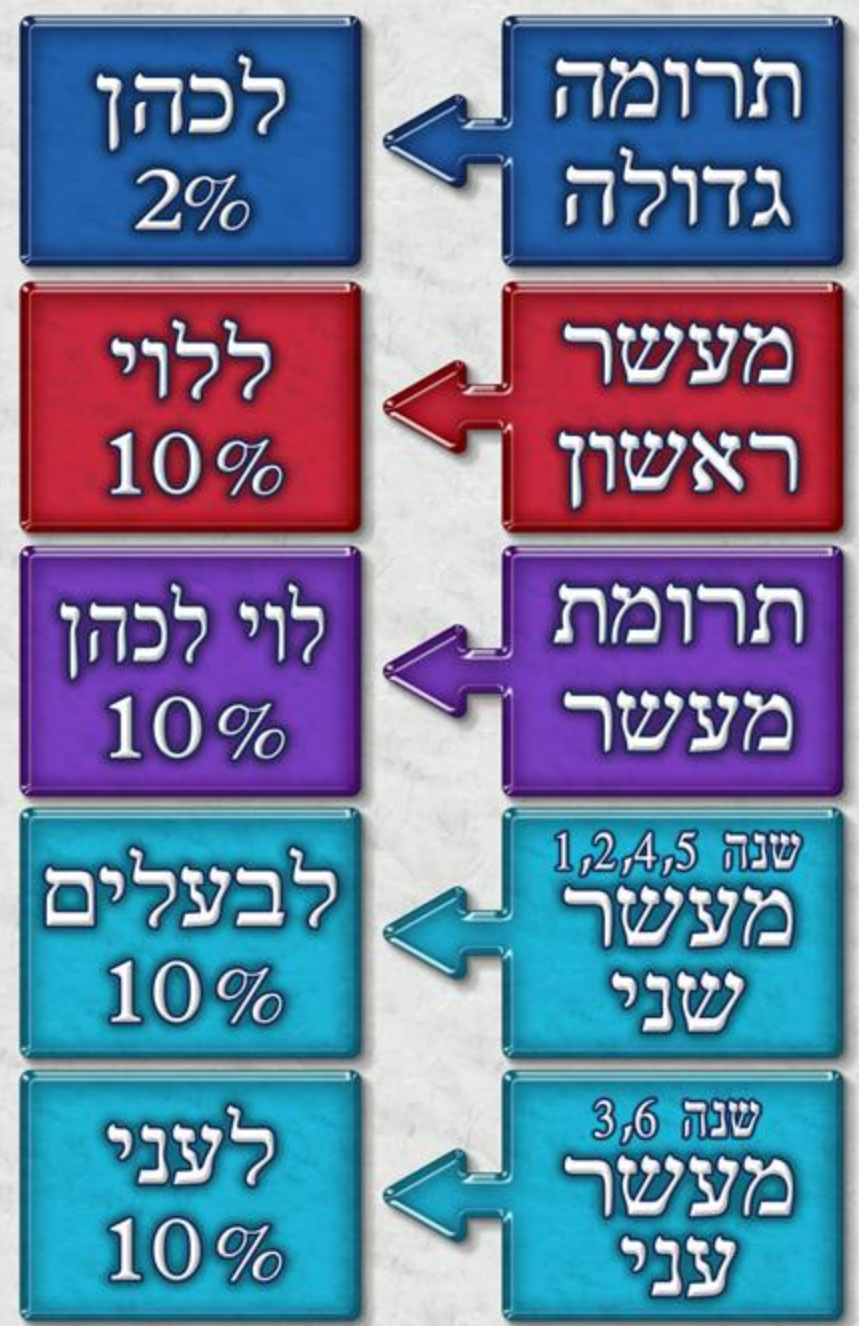 תרומה
גדולה
לכהן
2%
מעשר
ראשון
ללוי
10%
תרומת
מעשר
לוי לכהן
10%
שנה 1,2,4,5
מעשר
שני
לבעלים
10%
שנה 3,6
מעשר
עני
לעני
10%